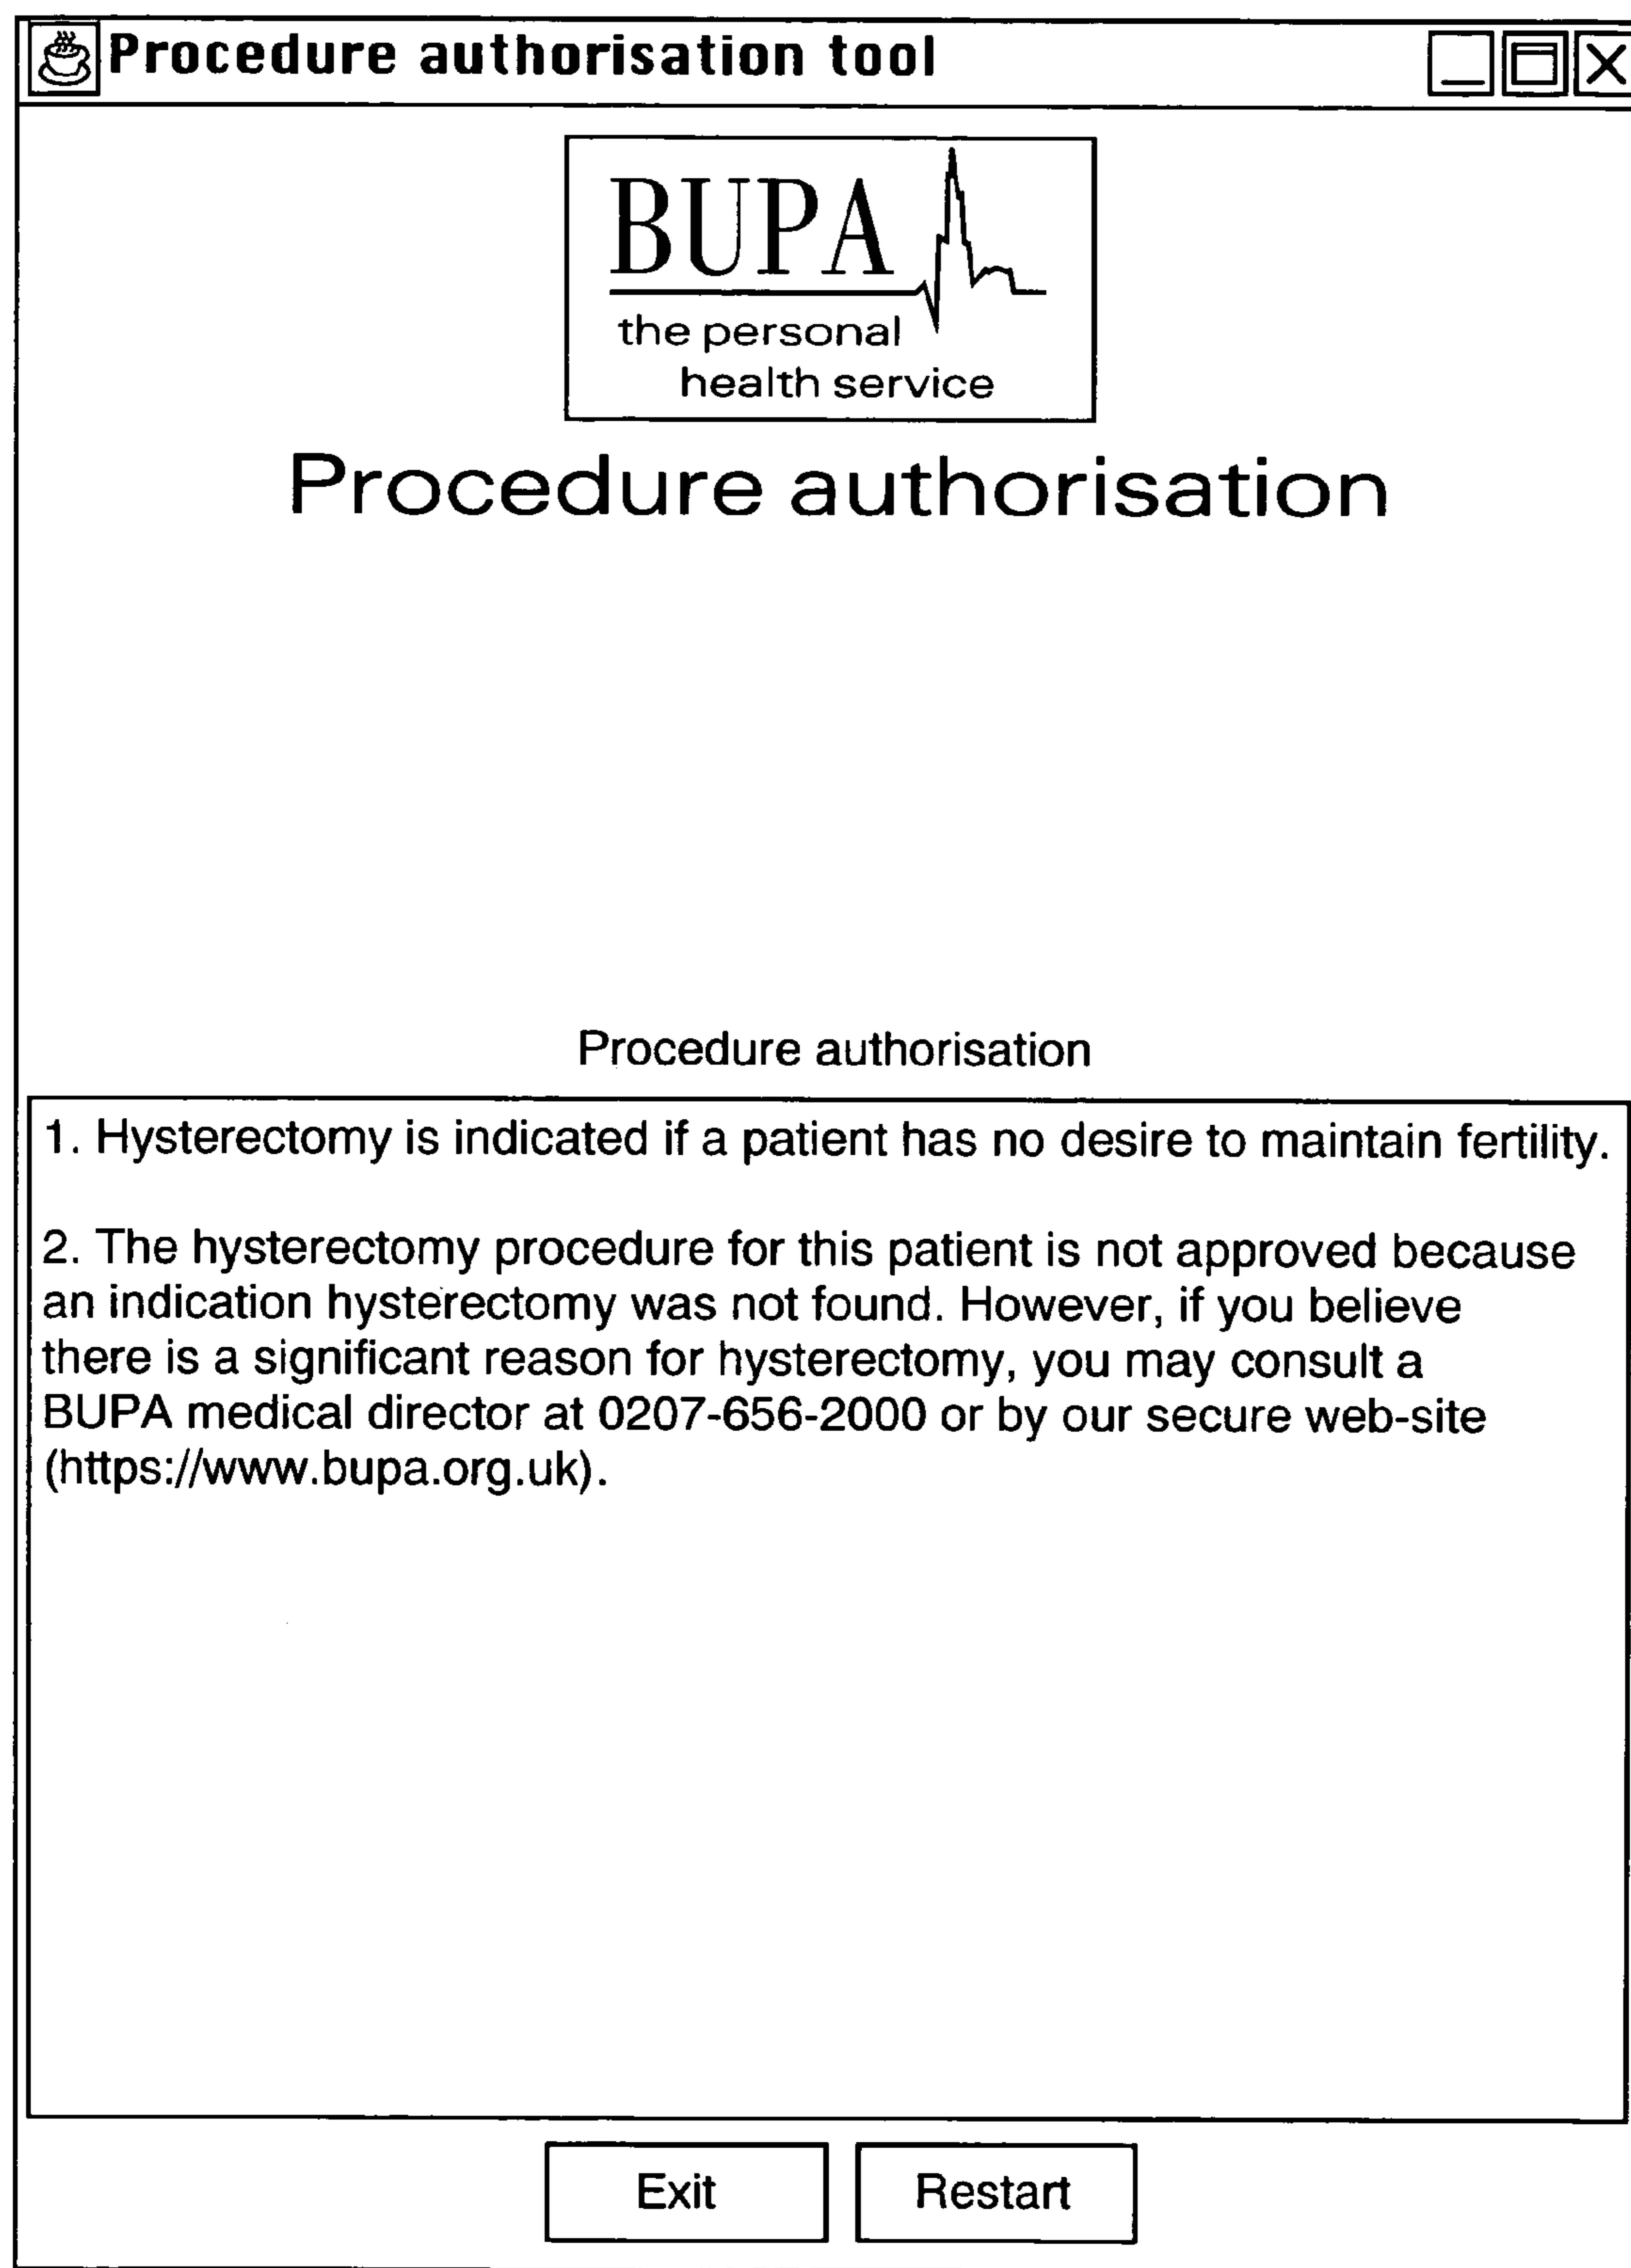 Procedure authorisation tool
BUPA
the personal
health service
Procedure authorisation
Procedure authorisation
1. Hysterectomy is indicated if a patient has no desire to maintain fertility.
2. The hysterectomy procedure for this patient is not approved because
an indication hysterectomy was not found. However, if you believe
there is a significant reason for hysterectomy, you may consult a
BUPA medical director at 0207-656-2000 or by our secure web-site
(https://www.bupa.org.uk).
Exit
Restart